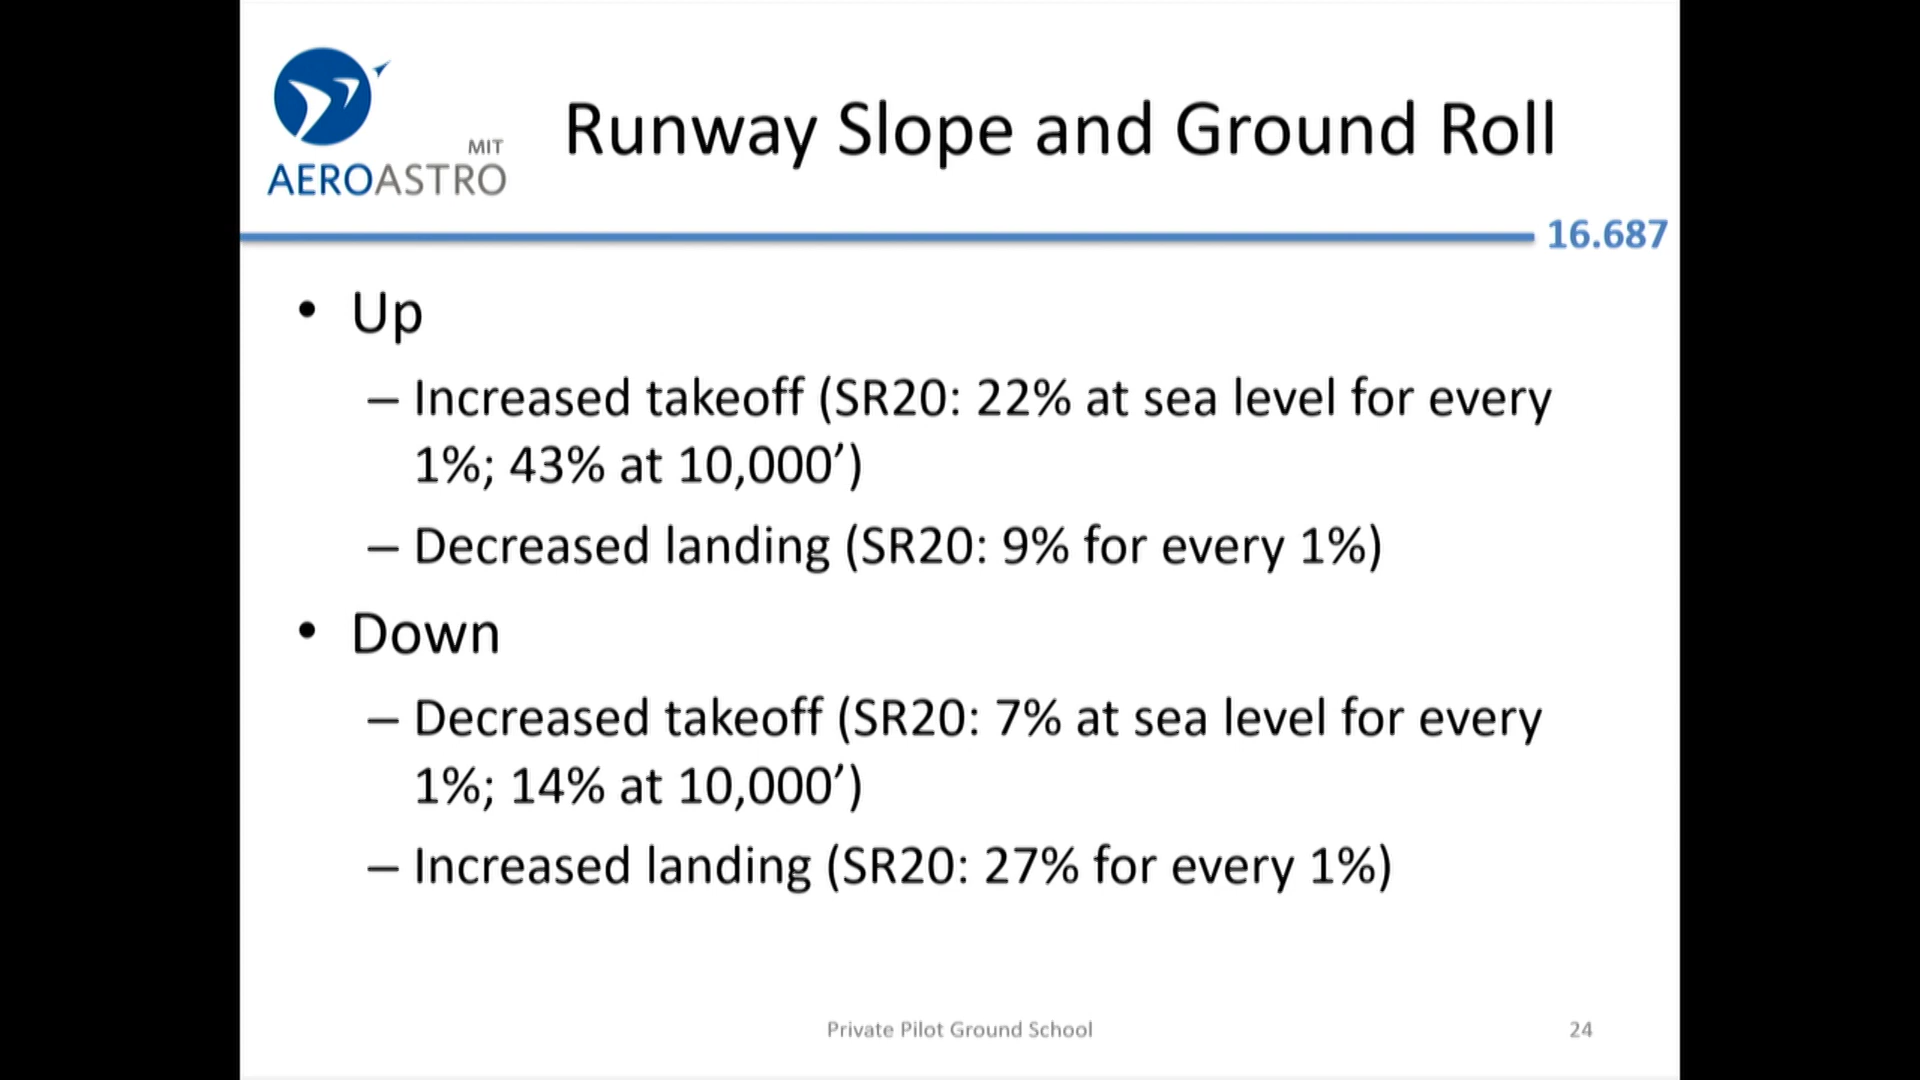 MIT
AEROASTRO
Runway Slope and Ground Roll
16.687
• Up
– Increased takeoff (SR20: 22% at sea level for every
1%; 43% at 10,000’)
– Decreased landing (SR20: 9% for every 1%)
• Down
– Decreased takeoff (SR20: 7% at sea level for every
1%; 14% at 10,000’)
– Increased landing (SR20: 27% for every 1%)
Private Pilot Ground School
24